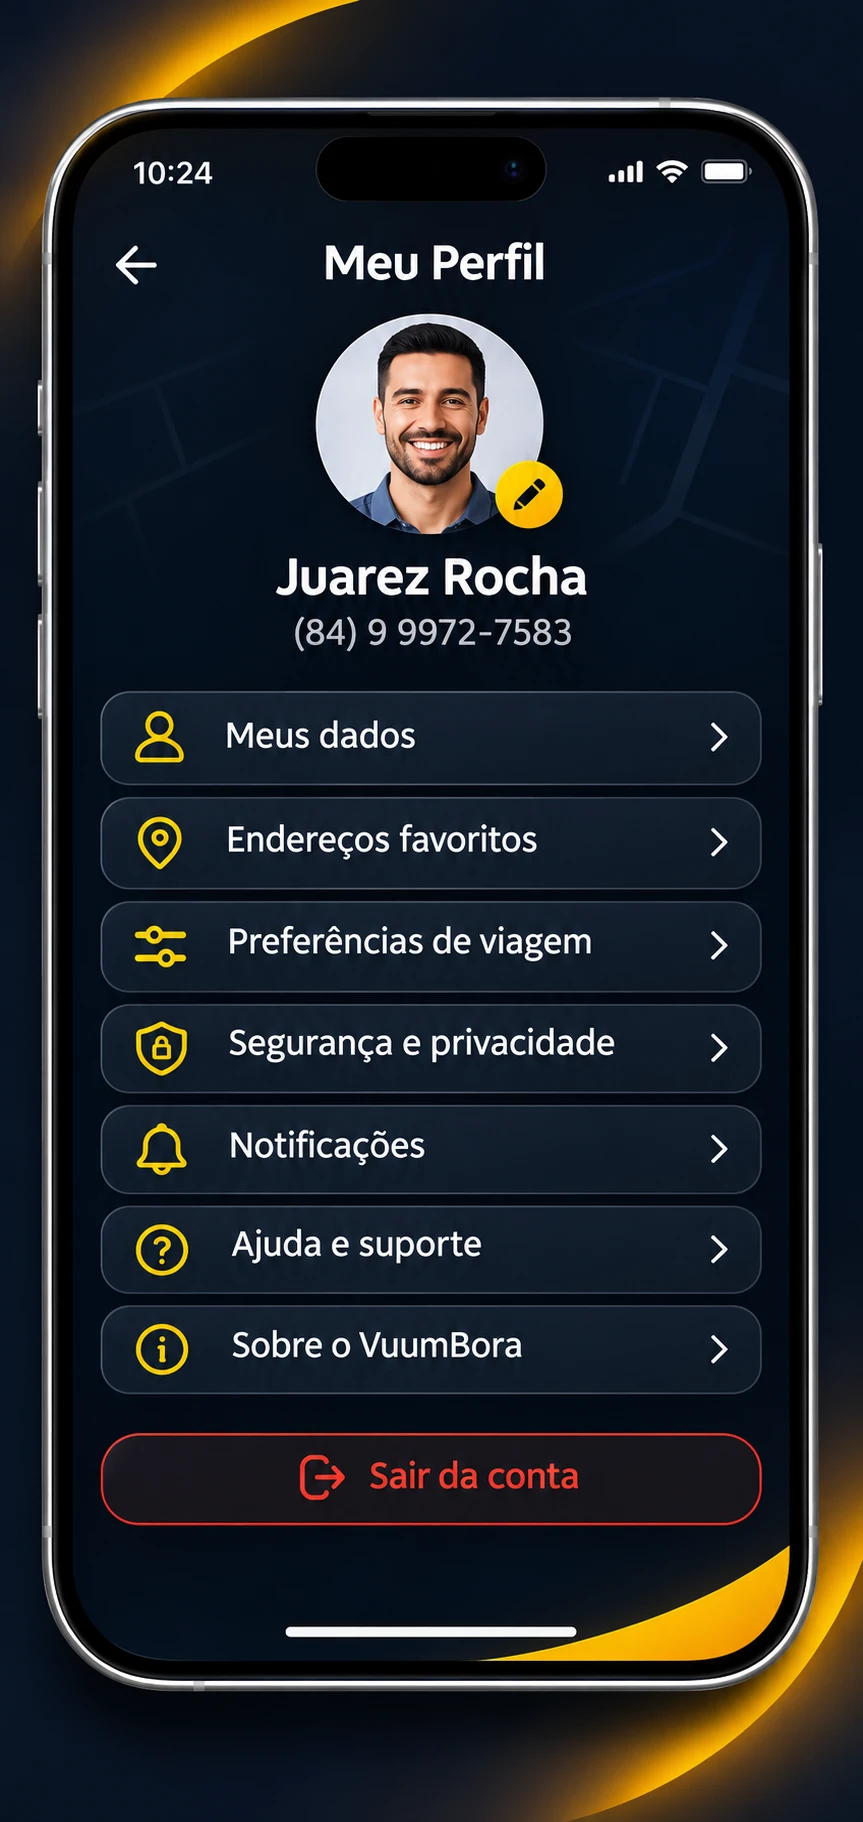 10:24
Meu Perfil
Juarez Rocha
(84) 9 9972-7583
Meus dados
Endereços favoritos
Preferências de viagem
Segurança e privacidade
Notificações
Ajuda e suporte
Sobre o VuumBora
Sair da conta